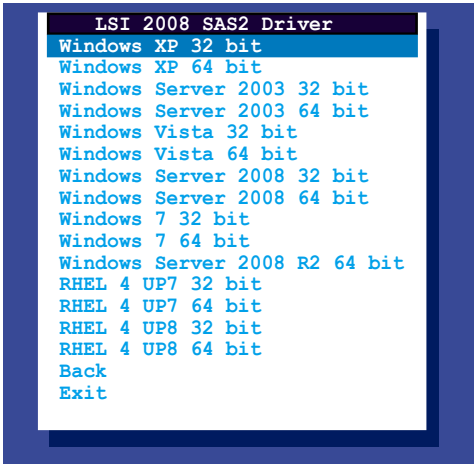 LSI 2008 SAS2 Driver
Windows XP 32 bit
Windows XP 64 bit
Windows Server 2003 32 bit
Windows Server 2003 64 bit
Windows Vista 32 bit
Windows Vista 64 bit
Windows Server 2008 32 bit
Windows Server 2008 64 bit
Windows 7 32 bit
Windows 7 64 bit
Windows Server 2008 R2 64 bit
RHEL 4 UP7 32 bit
RHEL 4 UP7 64 bit
RHEL 4 UP8 32 bit
RHEL 4 UP8 64 bit
Back
Exit